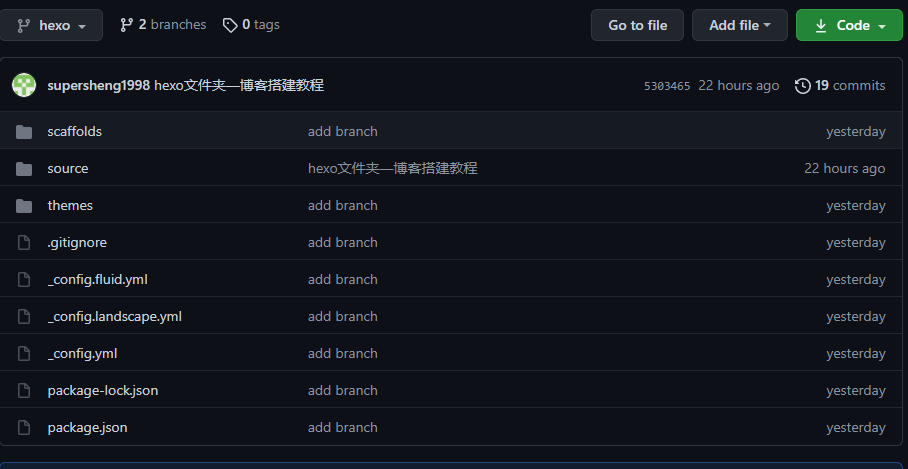 hexo 2 branches 0 tags Go to file Add file Code
supersheng1998 hexo文件夹—博客搭建教程 5303465 22 hours ago 19 commits
scaffolds add branch yesterday
source hexo文件夹—博客搭建教程 22 hours ago
themes add branch yesterday
.gitignore add branch yesterday
_config.fluid.yml add branch yesterday
_config.landscape.yml add branch yesterday
_config.yml add branch yesterday
package-lock.json add branch yesterday
package.json add branch yesterday